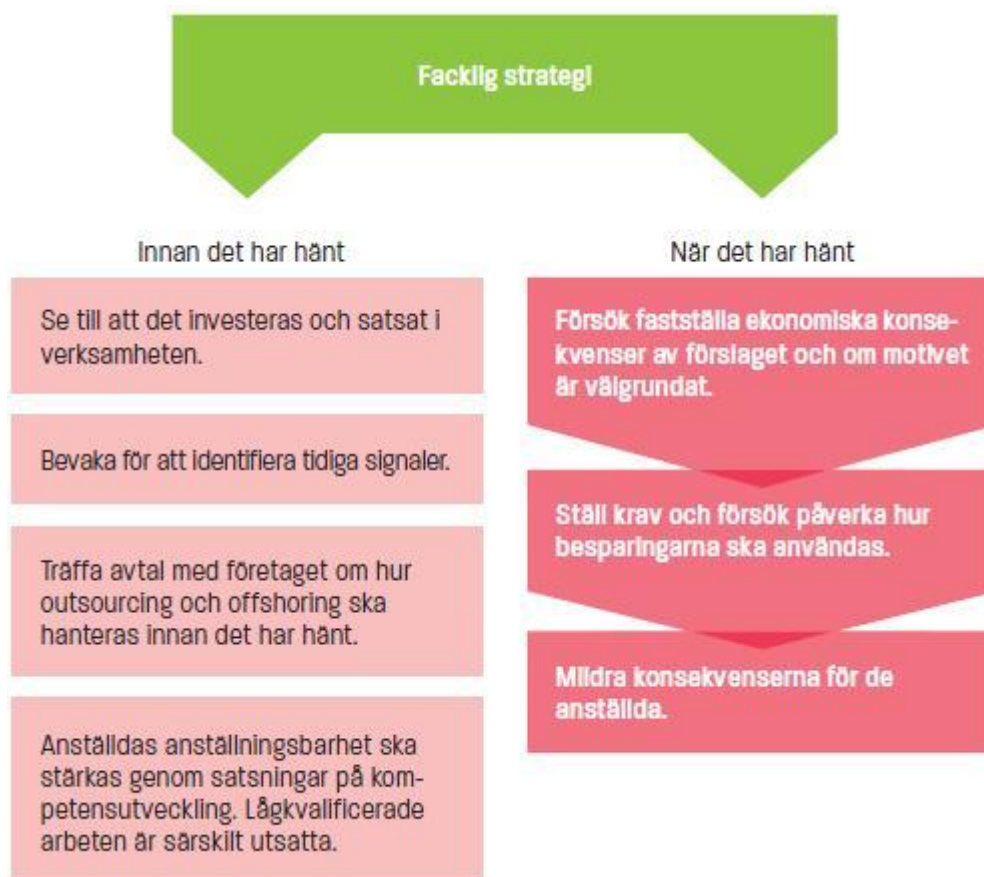 Facklig strategi
Innan det har hänt
Se till att det investeras och satsat i
verksamheten.
Bevaka för att identifiera tidiga signaler.
Träffa avtal med företaget om hur
outsourcing och offshoring ska
hanteras innan det har hänt.
Anställdas anställningsbarhet ska
stärkas genom satsningar på kom-
petensutveckling. Lågkvalificerade
arbeten är särskilt utsatta.
När det har hänt
Försök fastställa ekonomiska konse-
kvenser av förslaget och om motivet
är välgrundat.
Ställ krav och försök påverka hur
besparingarna ska användas.
Mildra konsekvenserna för de
anställda.